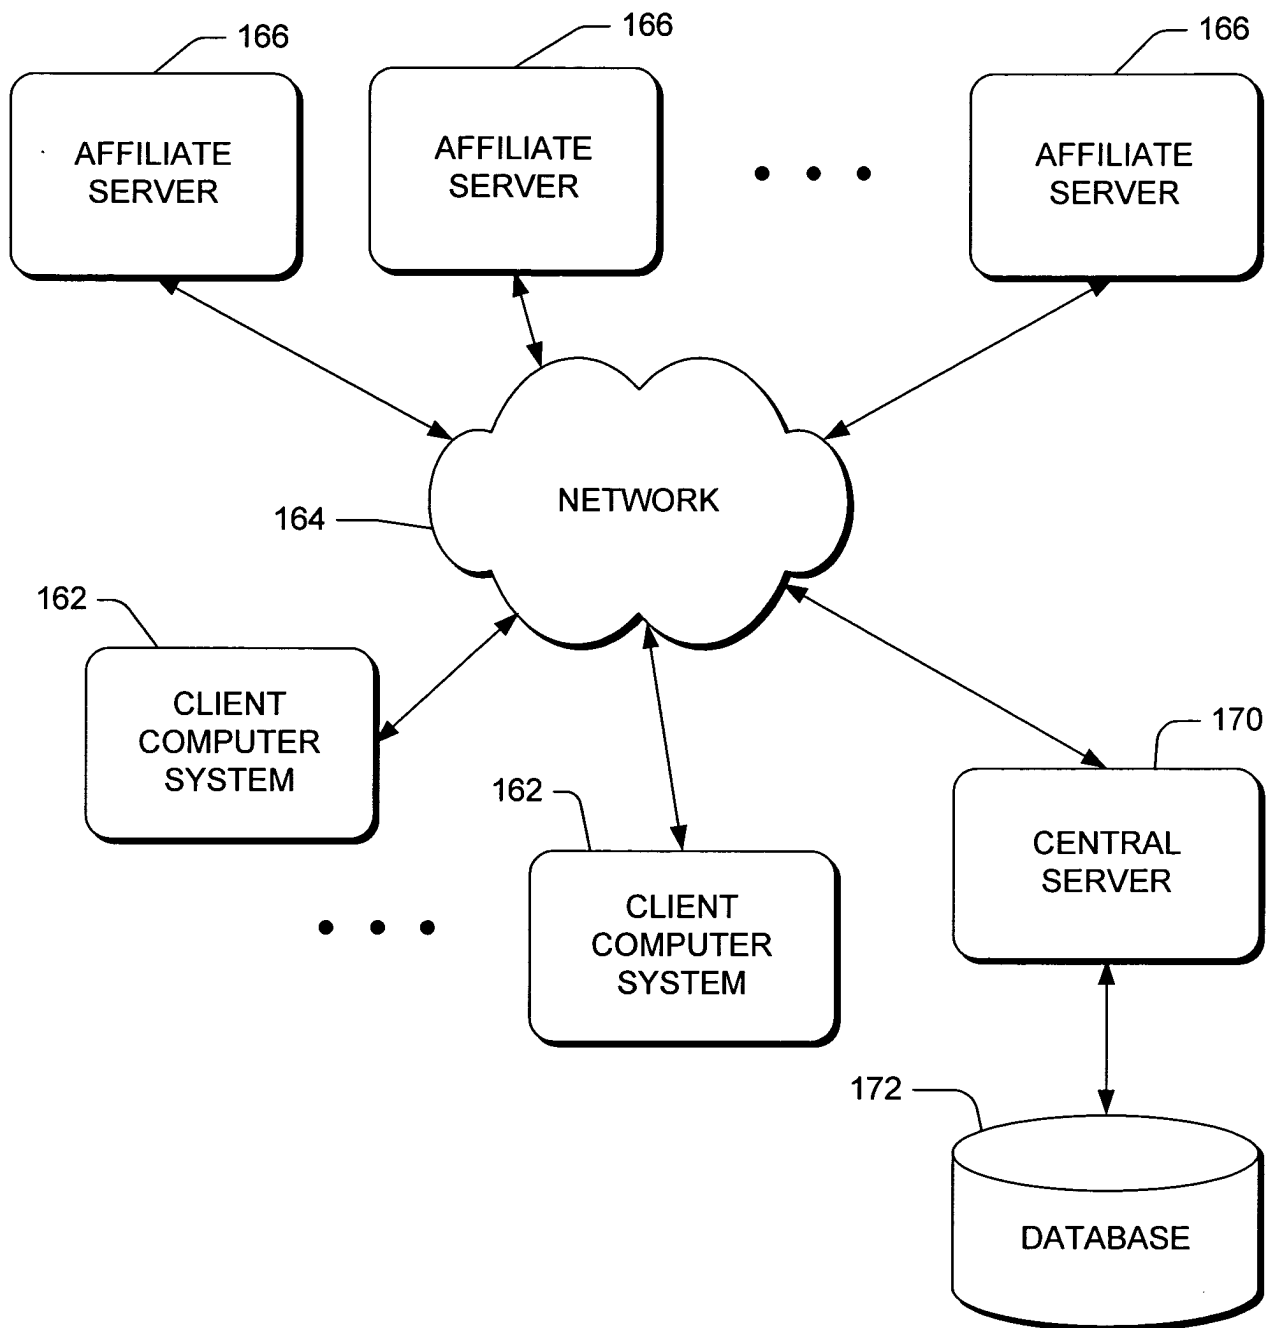 166
166
166
AFFILIATE
SERVER
AFFILIATE
SERVER
AFFILIATE
SERVER
NETWORK
164
162
CLIENT
COMPUTER
SYSTEM
162
CLIENT
COMPUTER
SYSTEM
170
CENTRAL
SERVER
172
DATABASE